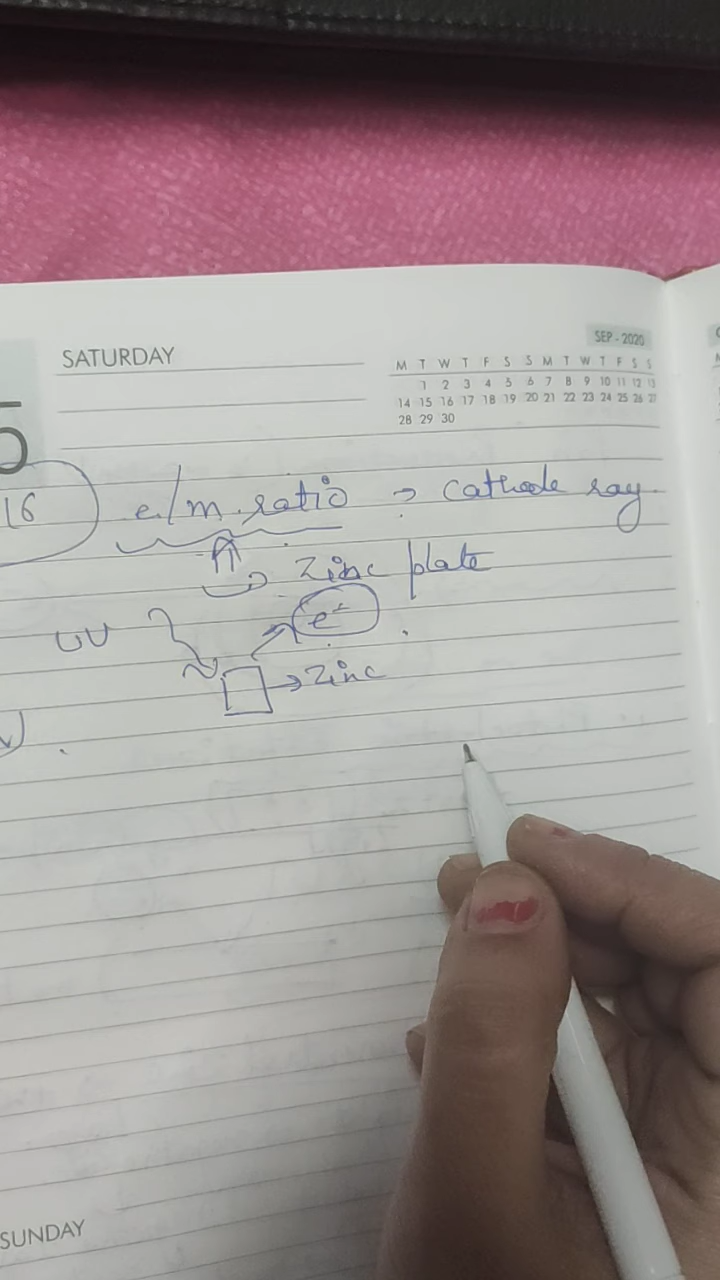 SATURDAY
SEP - 2020
M T W T F S S M T W T F S S
1 2 3 4 5 6 7 8 9 10 11 12 13
14 15 16 17 18 19 20 21 22 23 24 25 26 27
28 29 30
16 e/m ratio → Cathode ray
→ Zinc plate
UV e-
→ Zinc
SUNDAY